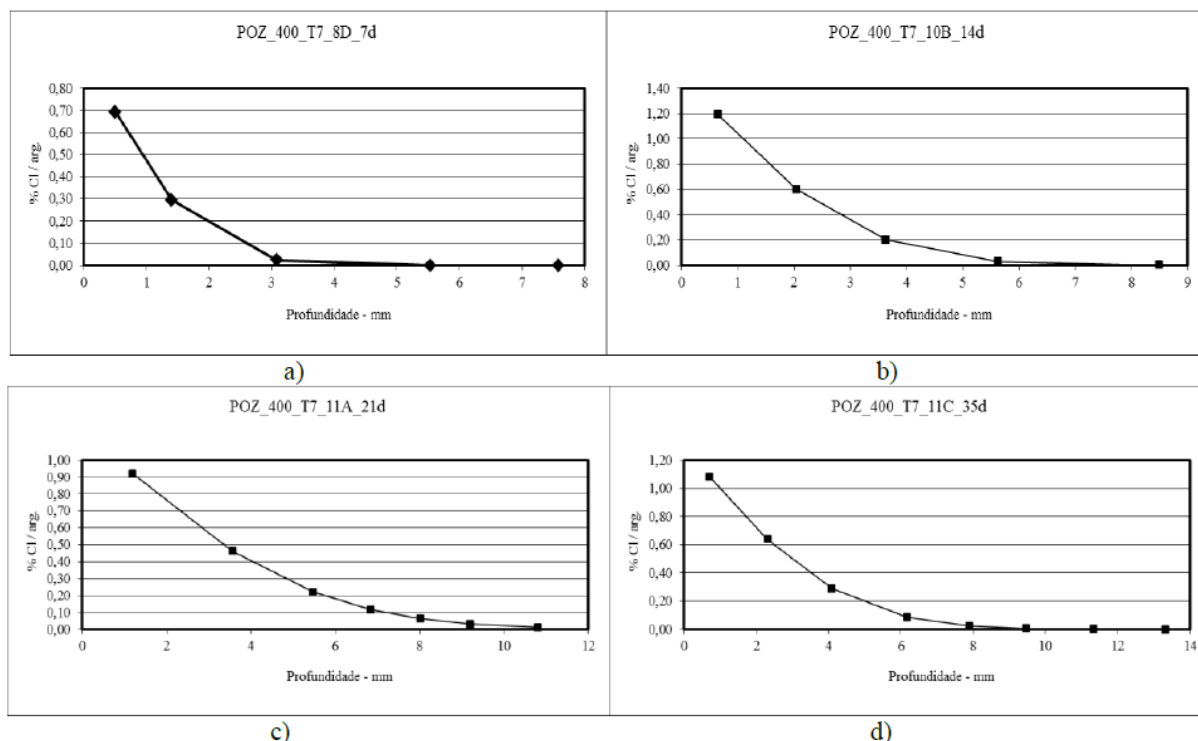 POZ_400_T7_8D_7d
0,80
0,70
0,60
0,50
0,40
0,30
0,20
0,10
0,00
% Cl / arg.
0 1 2 3 4 5 6 7 8
Profundidade - mm
a)
POZ_400_T7_10B_14d
1,40
1,20
1,00
0,80
0,60
0,40
0,20
0,00
% Cl / arg.
0 1 2 3 4 5 6 7 8 9
Profundidade - mm
b)
POZ_400_T7_11A_21d
1,00
0,90
0,80
0,70
0,60
0,50
0,40
0,30
0,20
0,10
0,00
% Cl / arg.
0 2 4 6 8 10 12
Profundidade - mm
c)
POZ_400_T7_11C_35d
1,20
1,00
0,80
0,60
0,40
0,20
0,00
% Cl / arg.
0 2 4 6 8 10 12 14
Profundidade - mm
d)